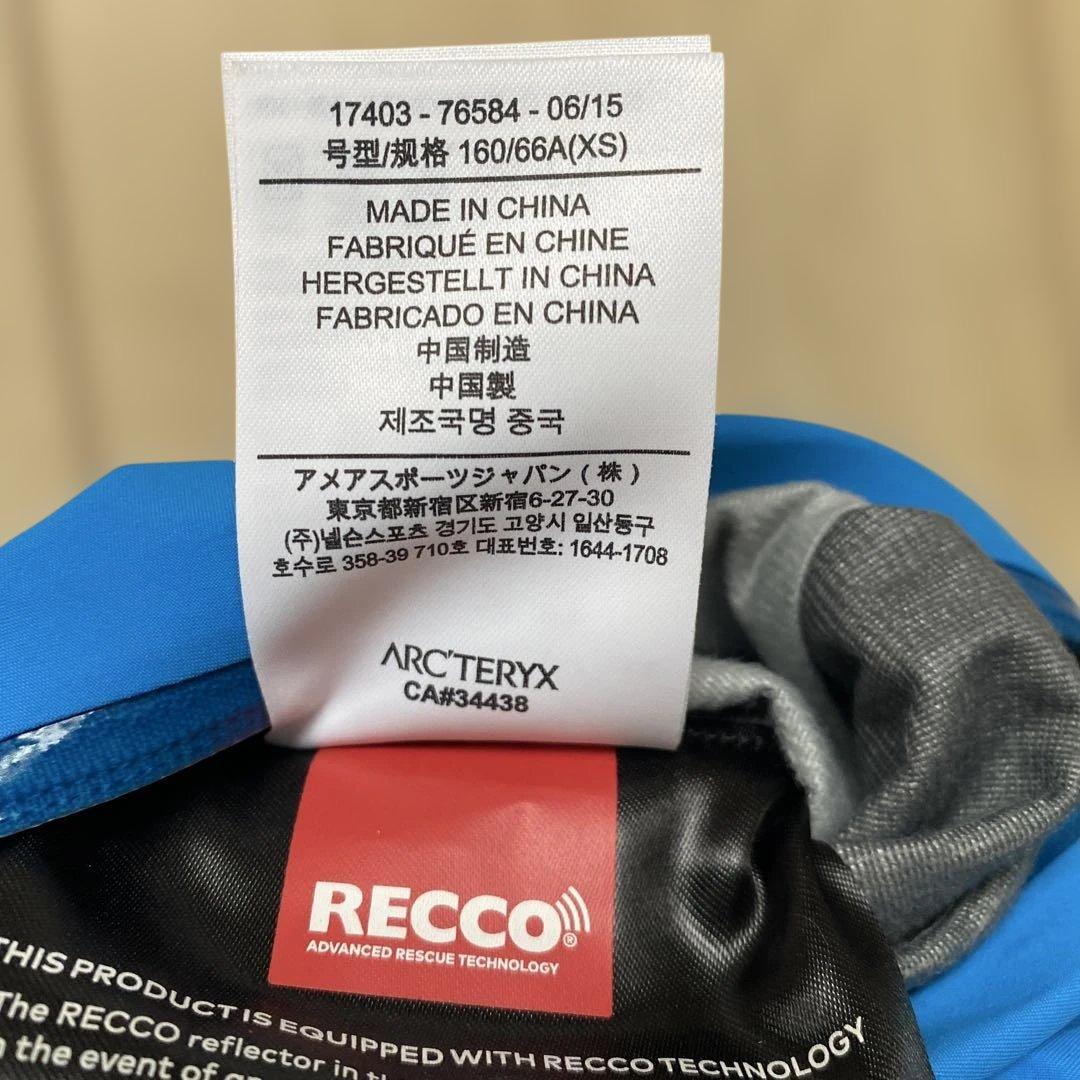 17403 - 76584 - 06/15
号型/规格 160/66A(XS)
MADE IN CHINA
FABRIQUÉ EN CHINE
HERGESTELLT IN CHINA
FABRICADO EN CHINA
中国制造
中国製
제조국명 중국
アメアスポーツジャパン ( 株 )
東京都新宿区新宿6-27-30
(주)넬슨스포츠 경기도 고양시 일산동구
호수로 358-39 710호 대표번호: 1644-1708
ARC'TERYX
CA#34438
RECCO®
ADVANCED RESCUE TECHNOLOGY
THIS PRODUCT IS EQUIPPED WITH RECCO TECHNOLOGY
The RECCO reflector in
the event of